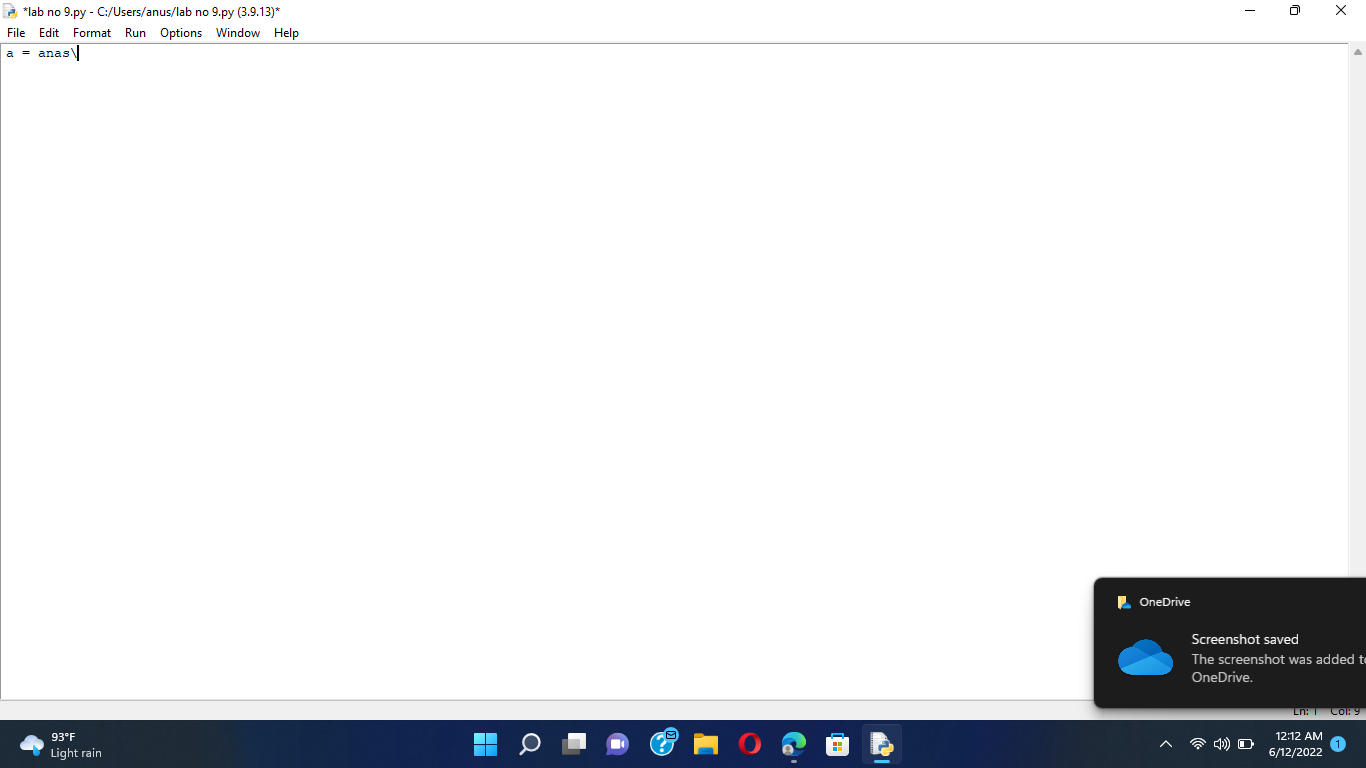 *lab no 9.py - C:/Users/anus/lab no 9.py (3.9.13)*
File Edit Format Run Options Window Help
a = anas\
OneDrive
Screenshot saved
The screenshot was added to
OneDrive.
Ln: 1 Col: 9
93°F
Light rain
12:12 AM
6/12/2022
1